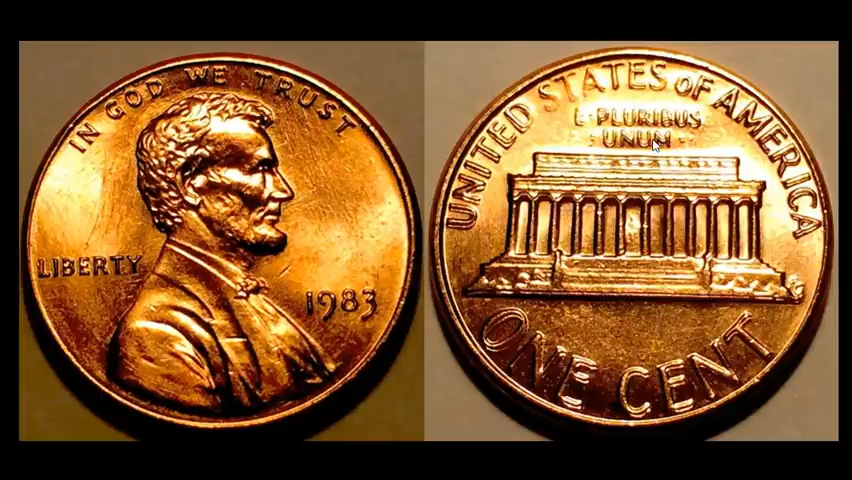 IN GOD WE TRUST
LIBERTY
1983
UNITED STATES OF AMERICA
E·PLURIBUS
·UNUM·
ONE CENT